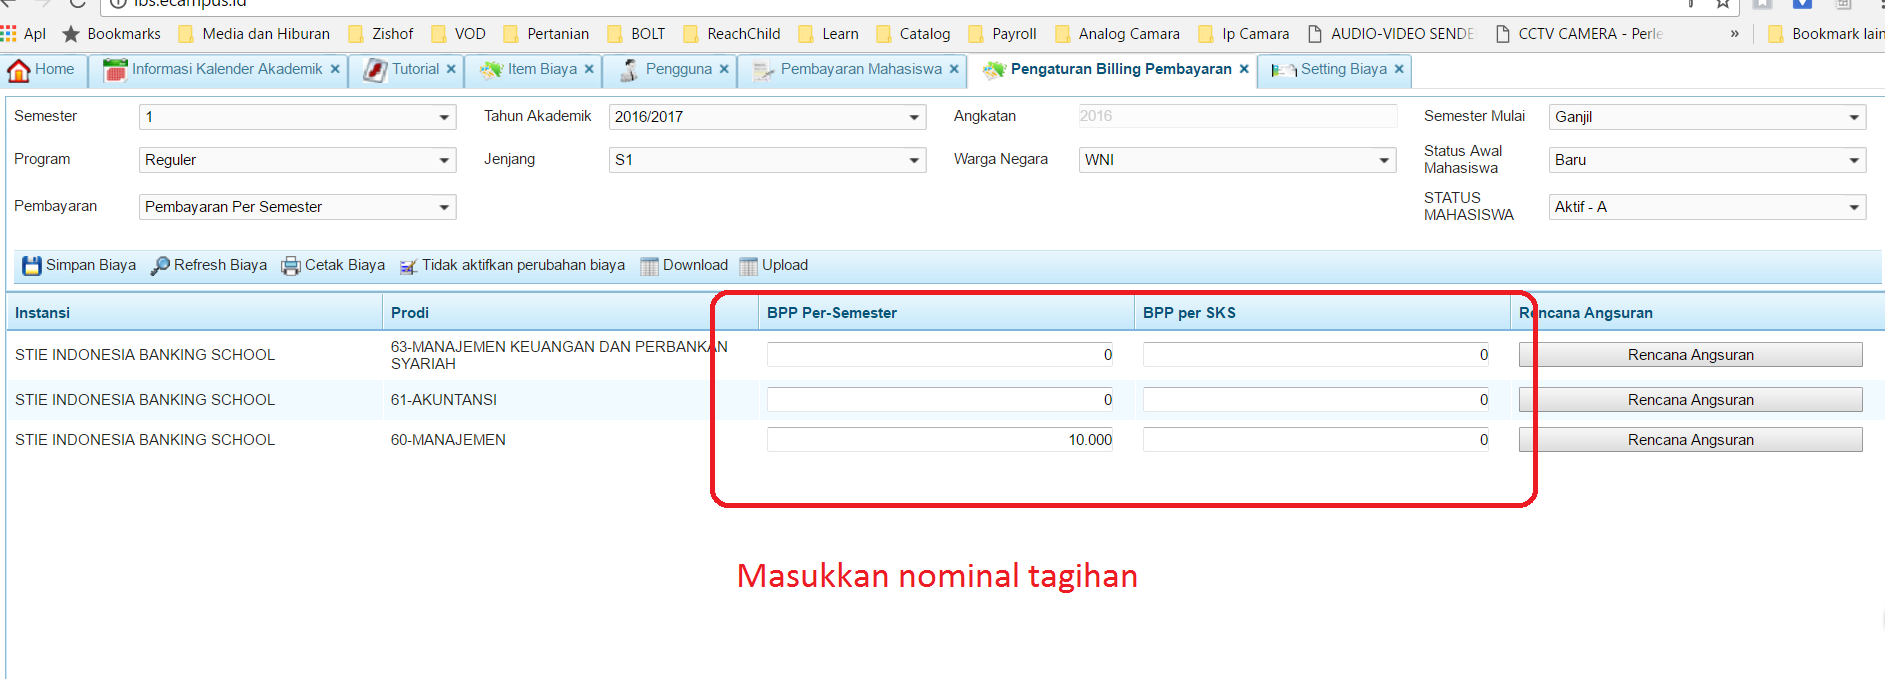 ibs.ecampus.id
Apl Bookmarks Media dan Hiburan Zishof VOD Pertanian BOLT ReachChild Learn Catalog Payroll Analog Camara Ip Camara AUDIO-VIDEO SENDE CCTV CAMERA - Perle » Bookmark lain
Home Informasi Kalender Akademik × Tutorial × Item Biaya × Pengguna × Pembayaran Mahasiswa × Pengaturan Billing Pembayaran × Setting Biaya ×
Semester 1 Tahun Akademik 2016/2017 Angkatan 2016 Semester Mulai Ganjil
Program Reguler Jenjang S1 Warga Negara WNI Status Awal
Mahasiswa Baru
Pembayaran Pembayaran Per Semester STATUS
MAHASISWA Aktif - A
Simpan Biaya Refresh Biaya Cetak Biaya Tidak aktifkan perubahan biaya Download Upload
Instansi Prodi BPP Per-Semester BPP per SKS Rencana Angsuran
STIE INDONESIA BANKING SCHOOL 63-MANAJEMEN KEUANGAN DAN PERBANKAN
SYARIAH 0 0 Rencana Angsuran
STIE INDONESIA BANKING SCHOOL 61-AKUNTANSI 0 0 Rencana Angsuran
STIE INDONESIA BANKING SCHOOL 60-MANAJEMEN 10.000 0 Rencana Angsuran
Masukkan nominal tagihan